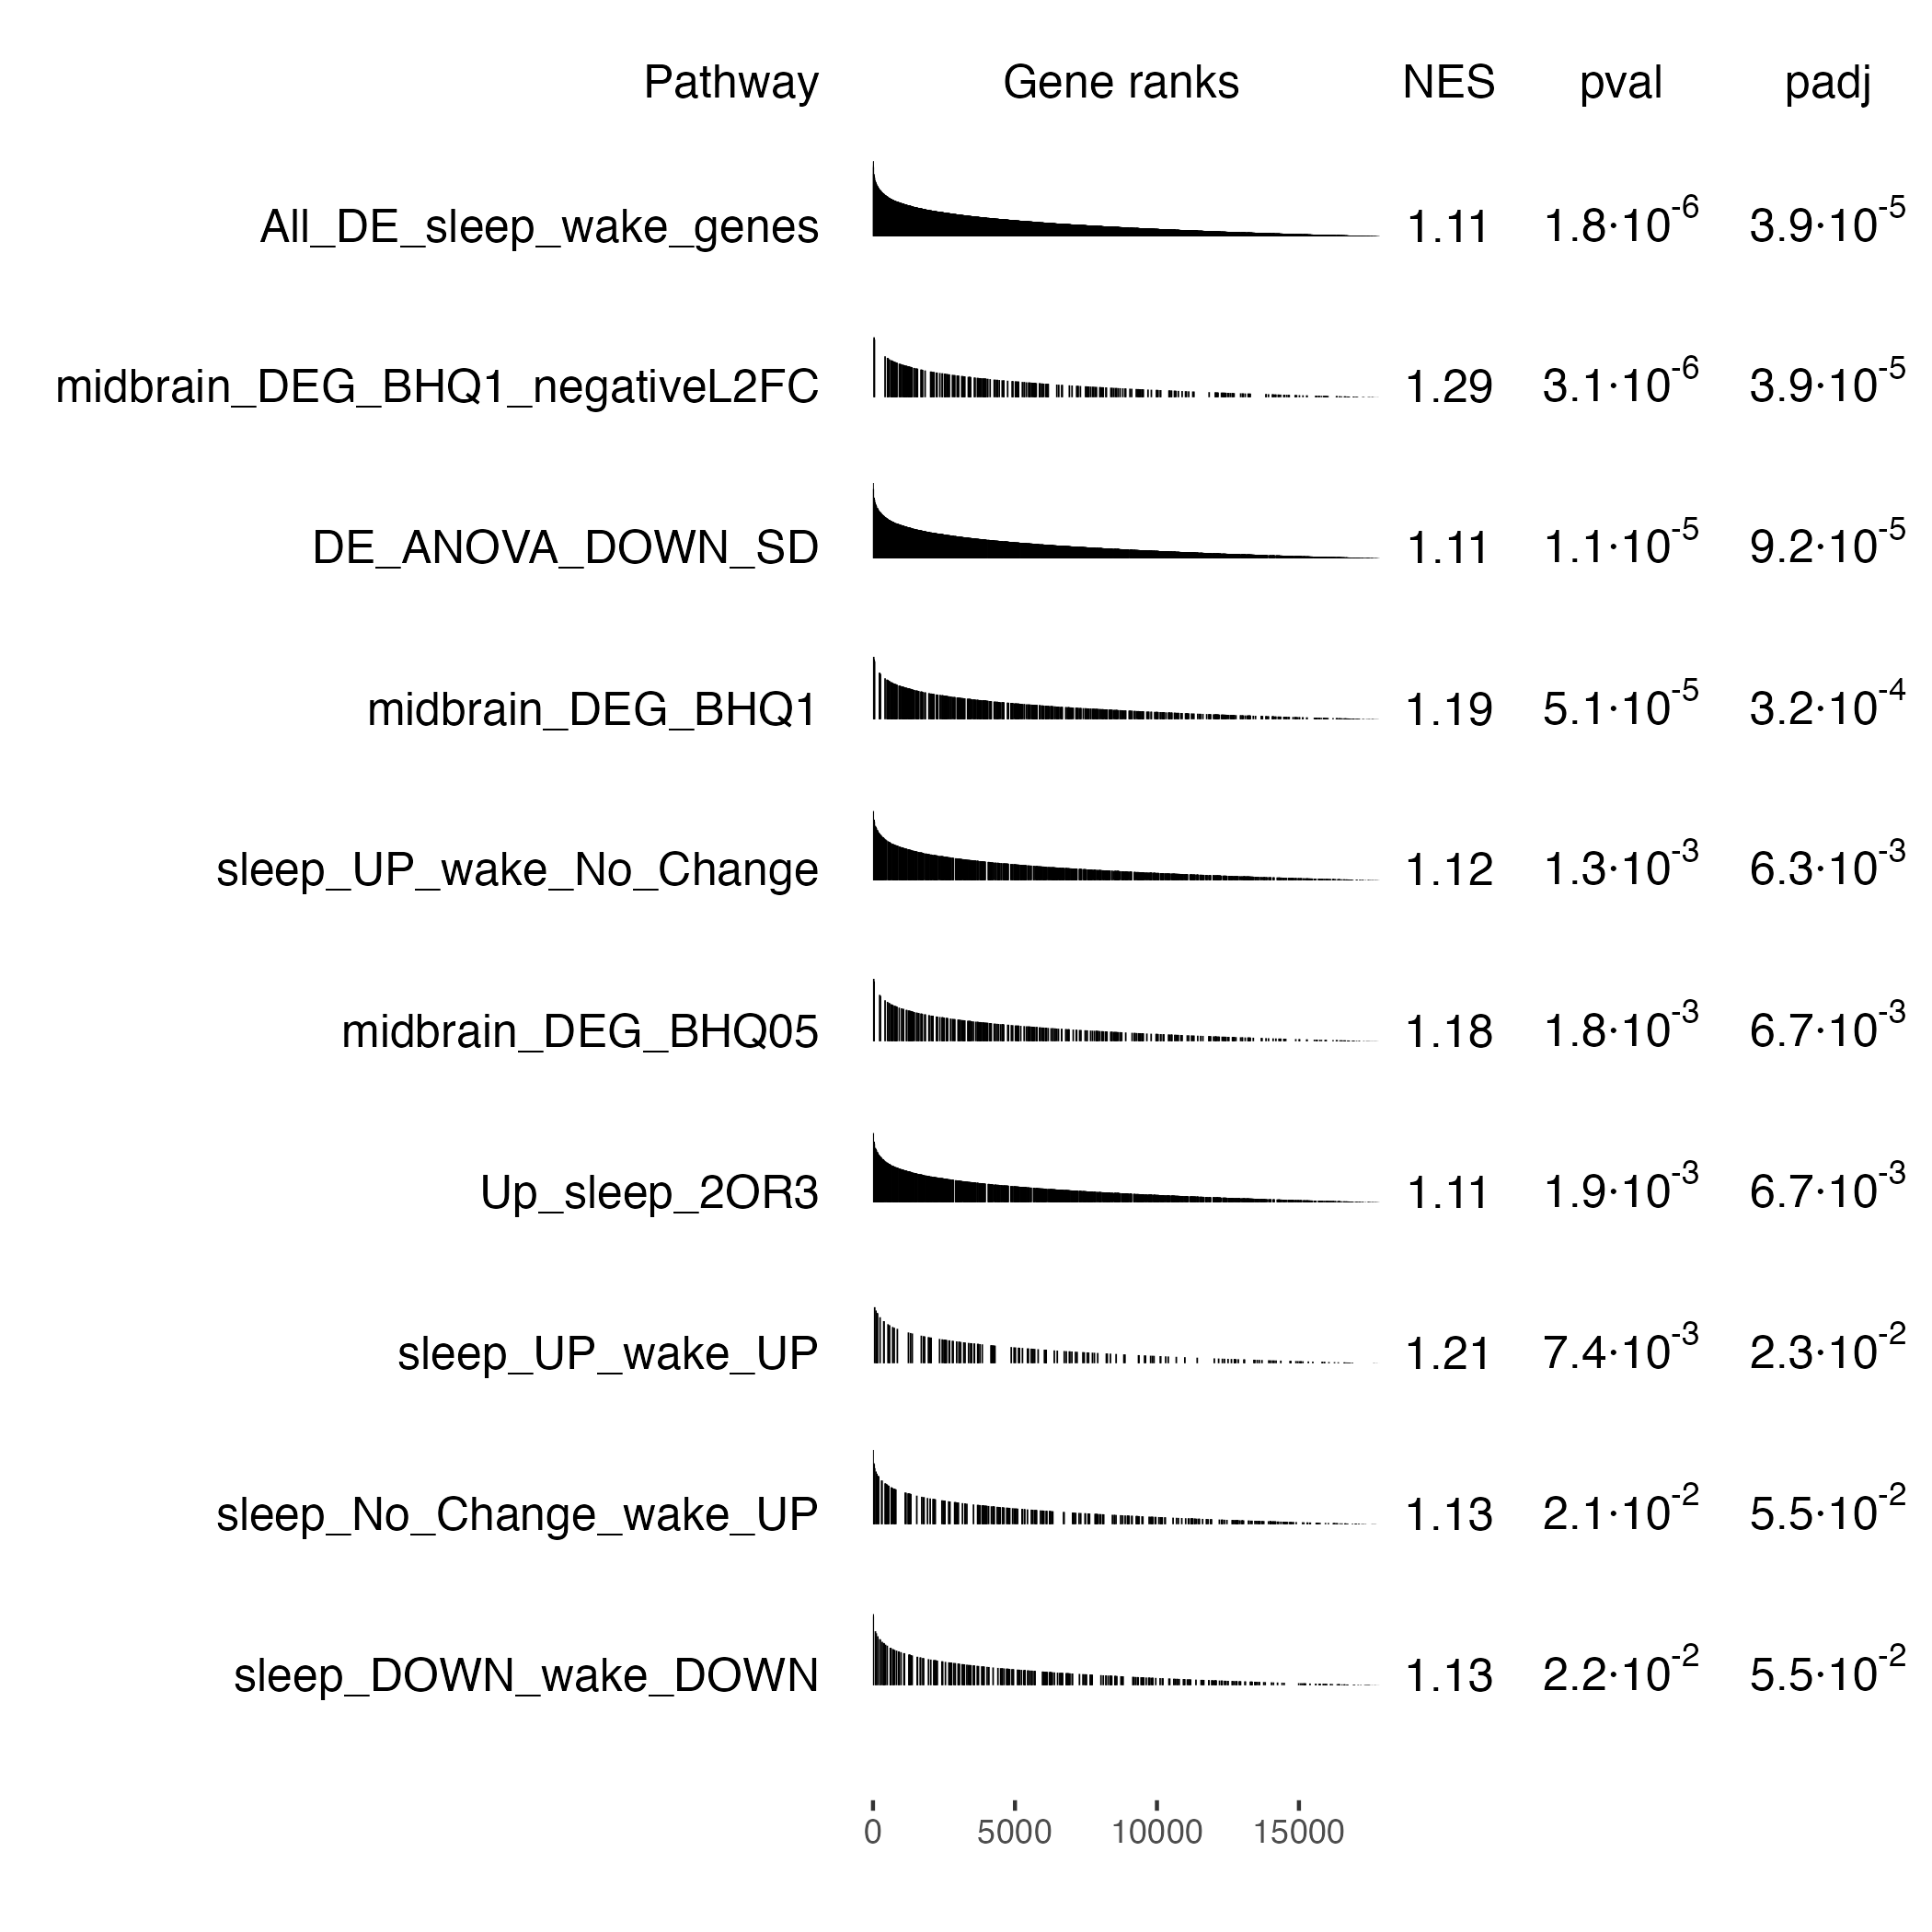 Pathway Gene ranks NES pval padj
All_DE_sleep_wake_genes 1.11 1.8·10⁻⁶ 3.9·10⁻⁵
midbrain_DEG_BHQ1_negativeL2FC 1.29 3.1·10⁻⁶ 3.9·10⁻⁵
DE_ANOVA_DOWN_SD 1.11 1.1·10⁻⁵ 9.2·10⁻⁵
midbrain_DEG_BHQ1 1.19 5.1·10⁻⁵ 3.2·10⁻⁴
sleep_UP_wake_No_Change 1.12 1.3·10⁻³ 6.3·10⁻³
midbrain_DEG_BHQ05 1.18 1.8·10⁻³ 6.7·10⁻³
Up_sleep_2OR3 1.11 1.9·10⁻³ 6.7·10⁻³
sleep_UP_wake_UP 1.21 7.4·10⁻³ 2.3·10⁻²
sleep_No_Change_wake_UP 1.13 2.1·10⁻² 5.5·10⁻²
sleep_DOWN_wake_DOWN 1.13 2.2·10⁻² 5.5·10⁻²
0 5000 10000 15000